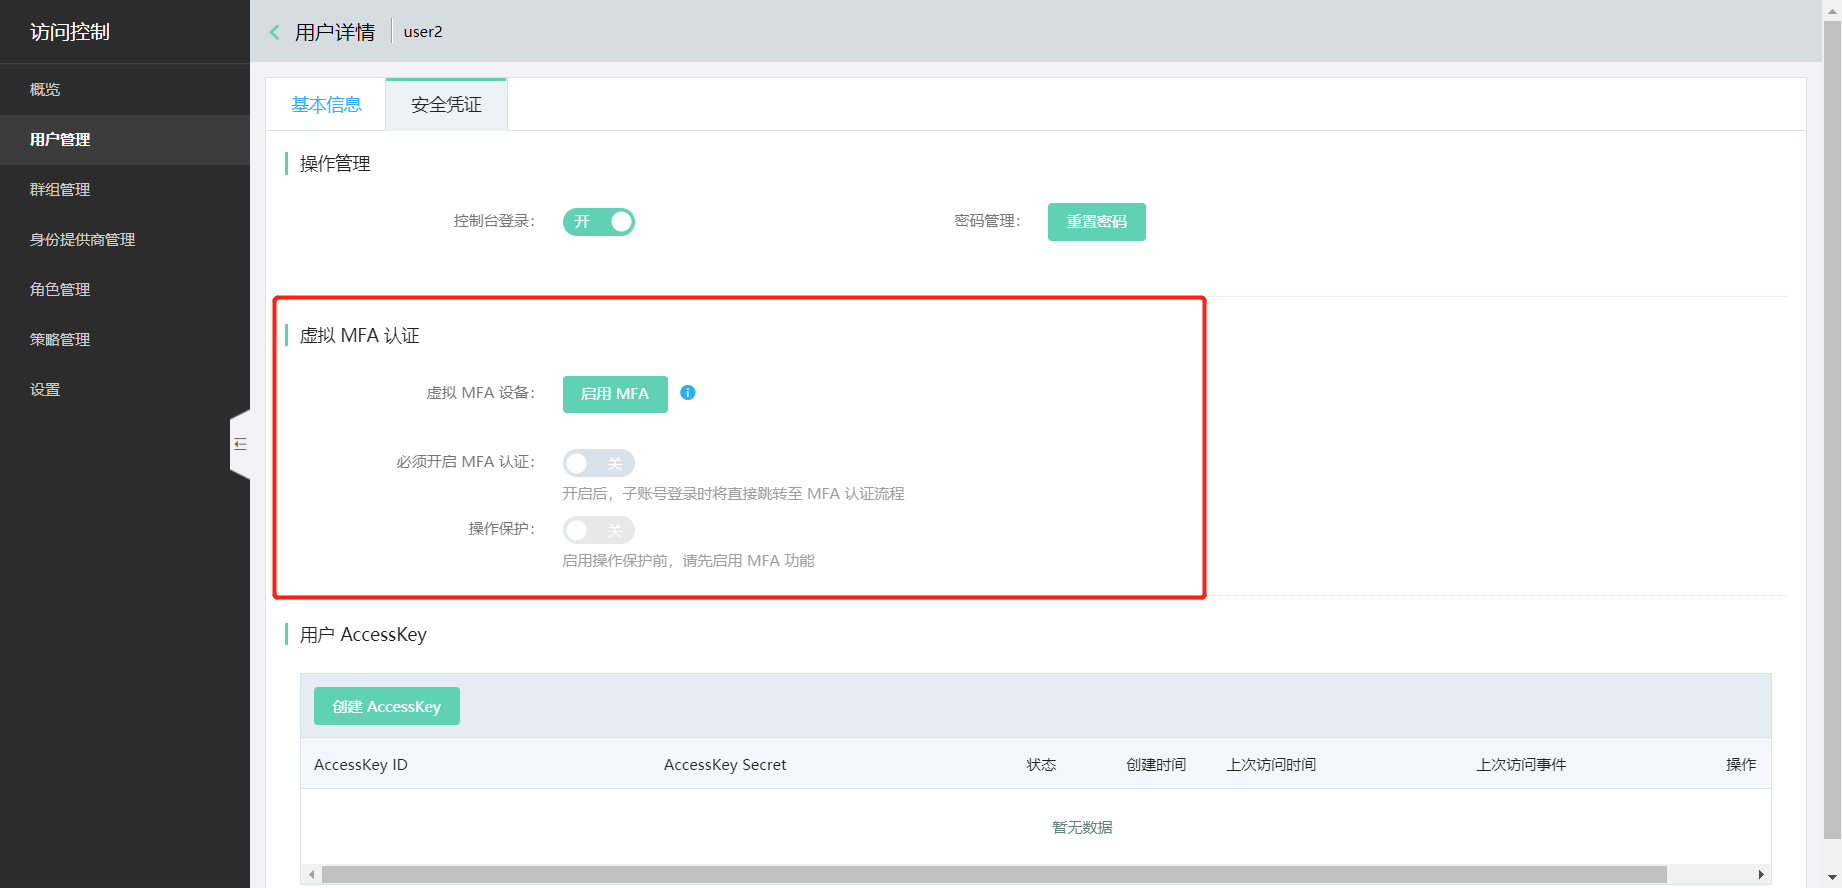 访问控制
概览
用户管理
群组管理
身份提供商管理
角色管理
策略管理
设置
用户详情 user2
基本信息 安全凭证
操作管理
控制台登录： 开 密码管理： 重置密码
虚拟 MFA 认证
虚拟 MFA 设备： 启用 MFA
必须开启 MFA 认证： 关
开启后，子账号登录时将直接跳转至 MFA 认证流程
操作保护： 关
启用操作保护前，请先启用 MFA 功能
用户 AccessKey
创建 AccessKey
AccessKey ID AccessKey Secret 状态 创建时间 上次访问时间 上次访问事件 操作
暂无数据